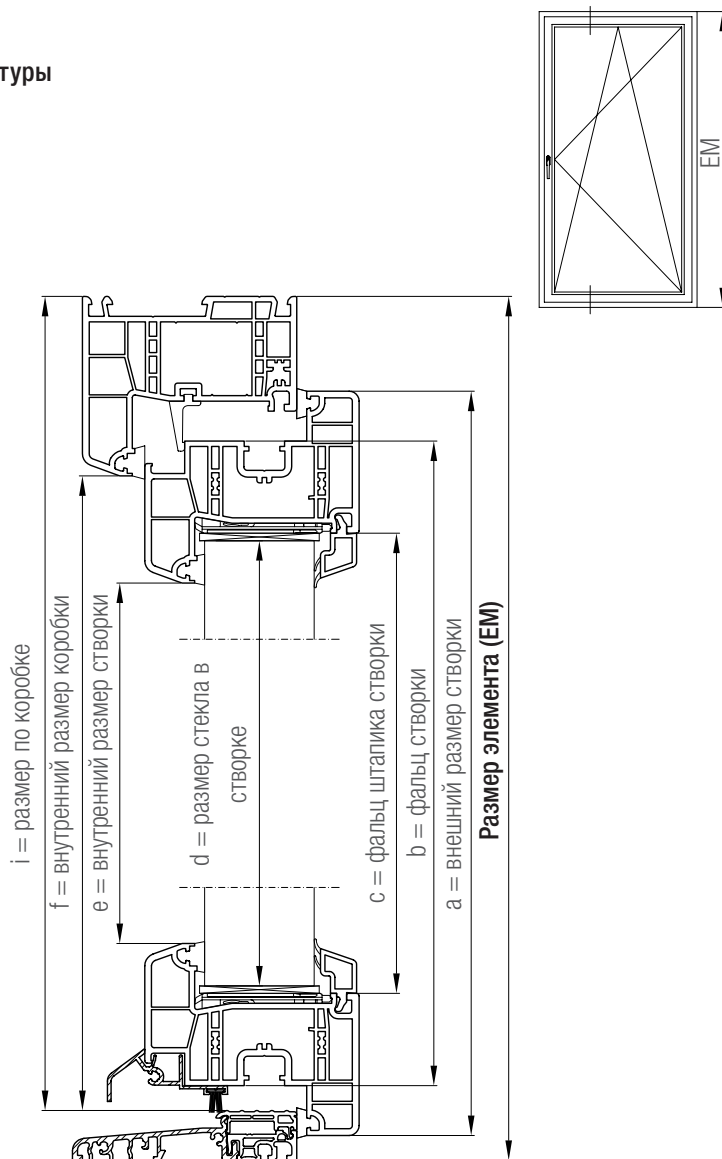 туры
EM
i = размер по коробке
f = внутренний размер коробки
e = внутренний размер створки
d = размер стекла в
створке
c = фальц штапика створки
b = фальц створки
a = внешний размер створки
Размер элемента (EM)